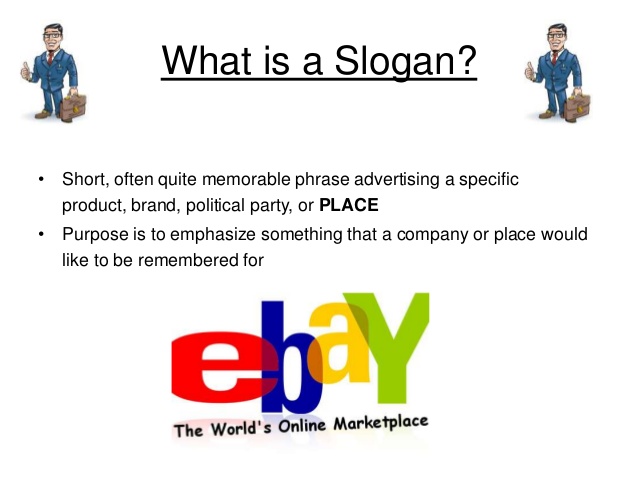 What is a Slogan?
• Short, often quite memorable phrase advertising a specific
product, brand, political party, or PLACE
• Purpose is to emphasize something that a company or place would
like to be remembered for
ebaY
The World's Online Marketplace